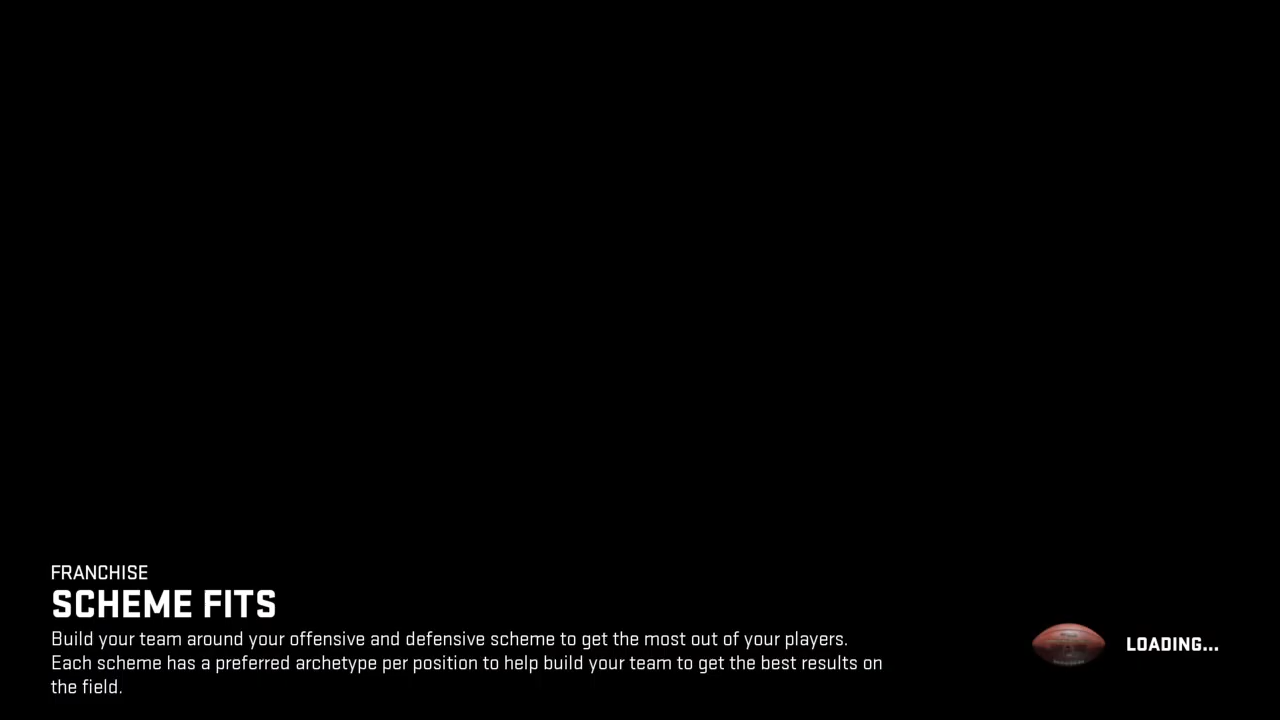 FRANCHISE
SCHEME FITS
Build your team around your offensive and defensive scheme to get the most out of your players.
Each scheme has a preferred archetype per position to help build your team to get the best results on
the field.
LOADING...